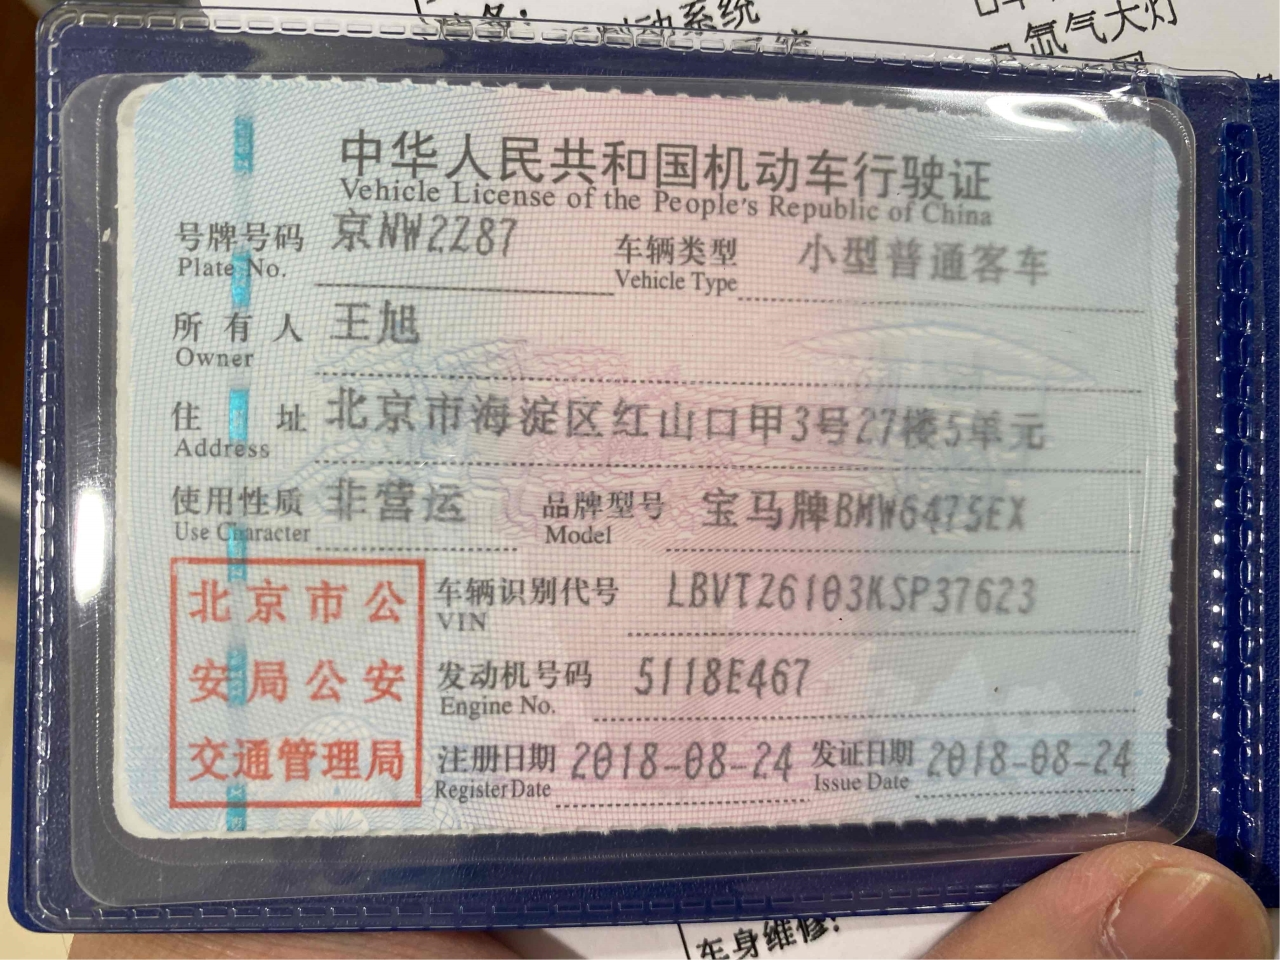 动系统
氙气大灯
中华人民共和国机动车行驶证
Vehicle License of the People's Republic of China
号牌号码 京NW2Z87 车辆类型 小型普通客车
Plate No. Vehicle Type
所有人 王旭
Owner
住址 北京市海淀区红山口甲3号27楼5单元
Address
使用性质 非营运 品牌型号 宝马牌BMW6475EX
Use Character Model
北京市公
安局公安
交通管理局
车辆识别代号 LBVTZ6103KSP37623
VIN
发动机号码 5118E467
Engine No.
注册日期 2018-08-24 发证日期 2018-08-24
Register Date Issue Date
车身维修: